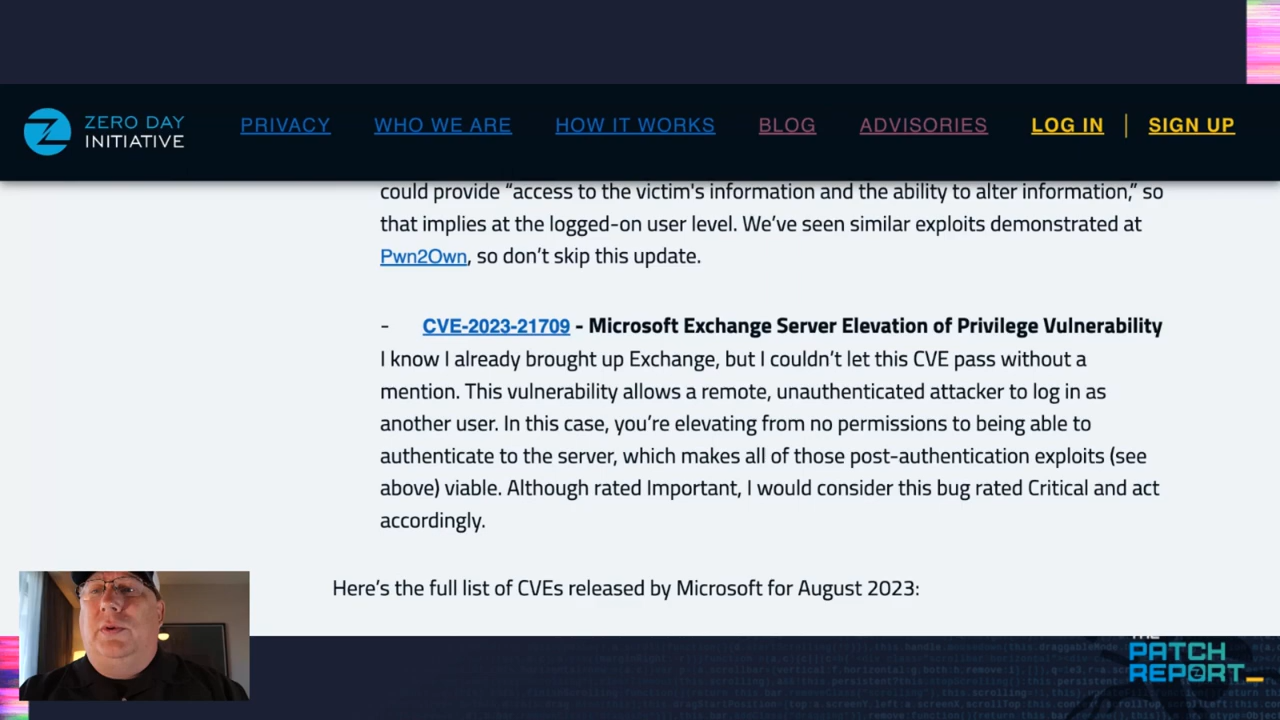 ZERO DAY
INITIATIVE
PRIVACY
WHO WE ARE
HOW IT WORKS
BLOG
ADVISORIES
LOG IN
SIGN UP
could provide “access to the victim's information and the ability to alter information,” so
that implies at the logged-on user level. We’ve seen similar exploits demonstrated at
Pwn2Own, so don’t skip this update.
- CVE-2023-21709 - Microsoft Exchange Server Elevation of Privilege Vulnerability
I know I already brought up Exchange, but I couldn’t let this CVE pass without a
mention. This vulnerability allows a remote, unauthenticated attacker to log in as
another user. In this case, you’re elevating from no permissions to being able to
authenticate to the server, which makes all of those post-authentication exploits (see
above) viable. Although rated Important, I would consider this bug rated Critical and act
accordingly.
Here’s the full list of CVEs released by Microsoft for August 2023:
THE
PATCH
REPORT_